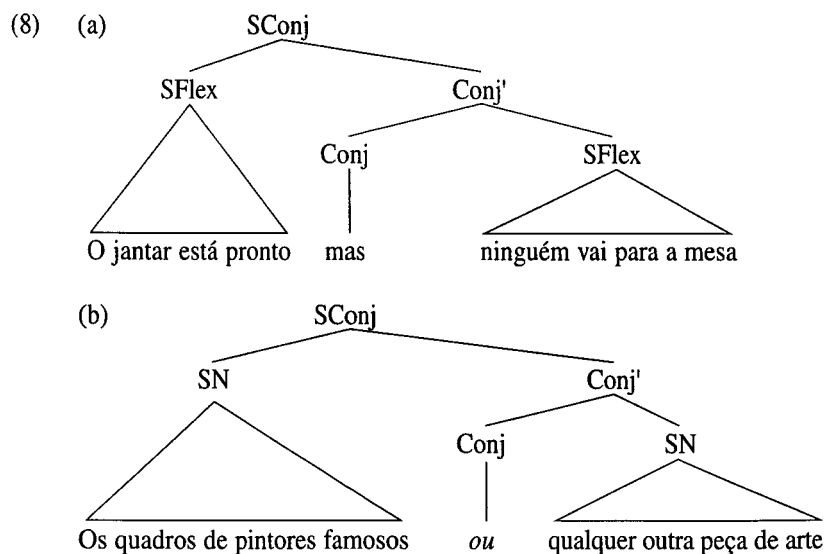 (8) (a) SConj
SFlex Conj'
Conj SFlex
O jantar está pronto mas ninguém vai para a mesa
(b) SConj
SN Conj'
Conj SN
Os quadros de pintores famosos ou qualquer outra peça de arte